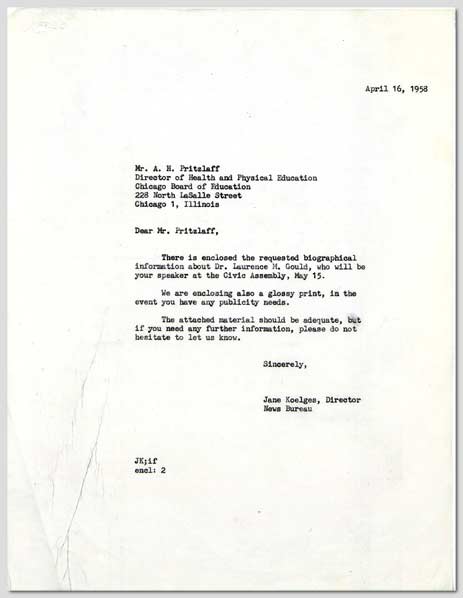 April 16, 1958
Mr. A. H. Pritzlaff
Director of Health and Physical Education
Chicago Board of Education
228 North LaSalle Street
Chicago 1, Illinois
Dear Mr. Pritzlaff,
There is enclosed the requested biographical
information about Dr. Laurence M. Gould, who will be
your speaker at the Civic Assembly, May 15.
We are enclosing also a glossy print, in the
event you have any publicity needs.
The attached material should be adequate, but
if you need any further information, please do not
hesitate to let us know.
Sincerely,
Jane Koelges, Director
News Bureau
JK;if
encl: 2